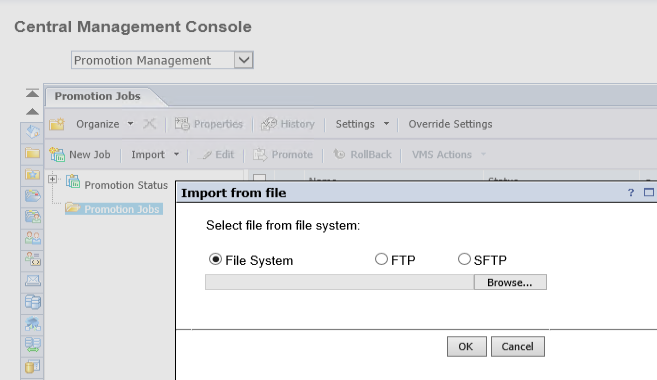 Central Management Console
Promotion Management
Promotion Jobs
Organize Properties History Settings Override Settings
New Job Import Edit Promote RollBack VMS Actions
Promotion Status
Promotion Jobs
Import from file ?
Select file from file system:
File System FTP SFTP
Browse...
OK Cancel